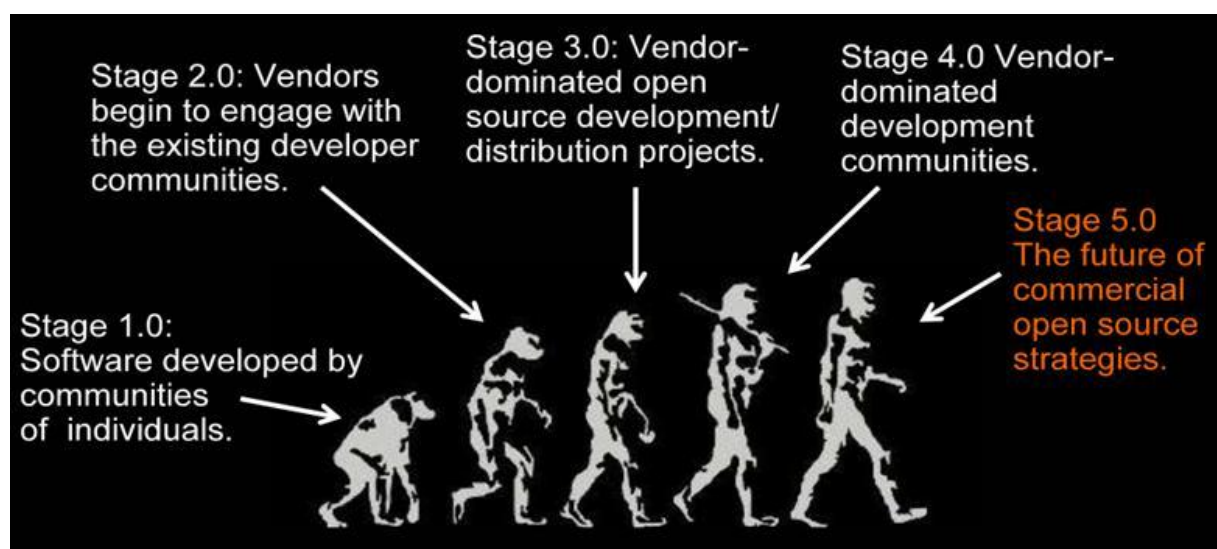 Stage 1.0:
Software developed by
communities
of individuals.
Stage 2.0: Vendors
begin to engage with
the existing developer
communities.
Stage 3.0: Vendor-
dominated open
source development/
distribution projects.
Stage 4.0 Vendor-
dominated
development
communities.
Stage 5.0
The future of
commercial
open source
strategies.